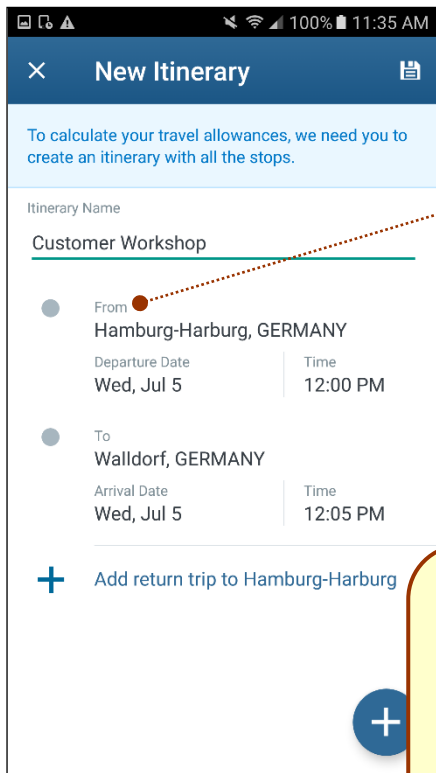 100% 11:35 AM
New Itinerary
To calculate your travel allowances, we need you to
create an itinerary with all the stops.
Itinerary Name
Customer Workshop
From
Hamburg-Harburg, GERMANY
Departure Date Time
Wed, Jul 5 12:00 PM
To
Walldorf, GERMANY
Arrival Date Time
Wed, Jul 5 12:05 PM
Add return trip to Hamburg-Harburg